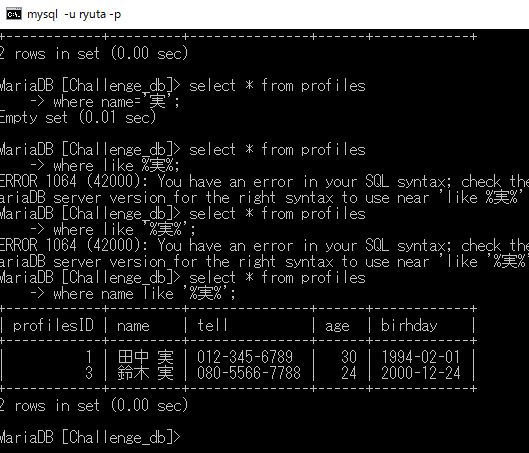 mysql -u ryuta -p
2 rows in set (0.00 sec)
MariaDB [Challenge_db]> select * from profiles
-> where name='実';
Empty set (0.01 sec)
MariaDB [Challenge_db]> select * from profiles
-> where like %実%;
ERROR 1064 (42000): You have an error in your SQL syntax; check the
ariaDB server version for the right syntax to use near 'like %実%'
MariaDB [Challenge_db]> select * from profiles
-> where like '%実%';
ERROR 1064 (42000): You have an error in your SQL syntax; check the
ariaDB server version for the right syntax to use near 'like '%実%'
MariaDB [Challenge_db]> select * from profiles
-> where name like '%実%';
| profilesID | name | tell | age | birhday |
| 1 | 田中 実 | 012-345-6789 | 30 | 1994-02-01 |
| 3 | 鈴木 実 | 080-5566-7788 | 24 | 2000-12-24 |
2 rows in set (0.00 sec)
MariaDB [Challenge_db]>